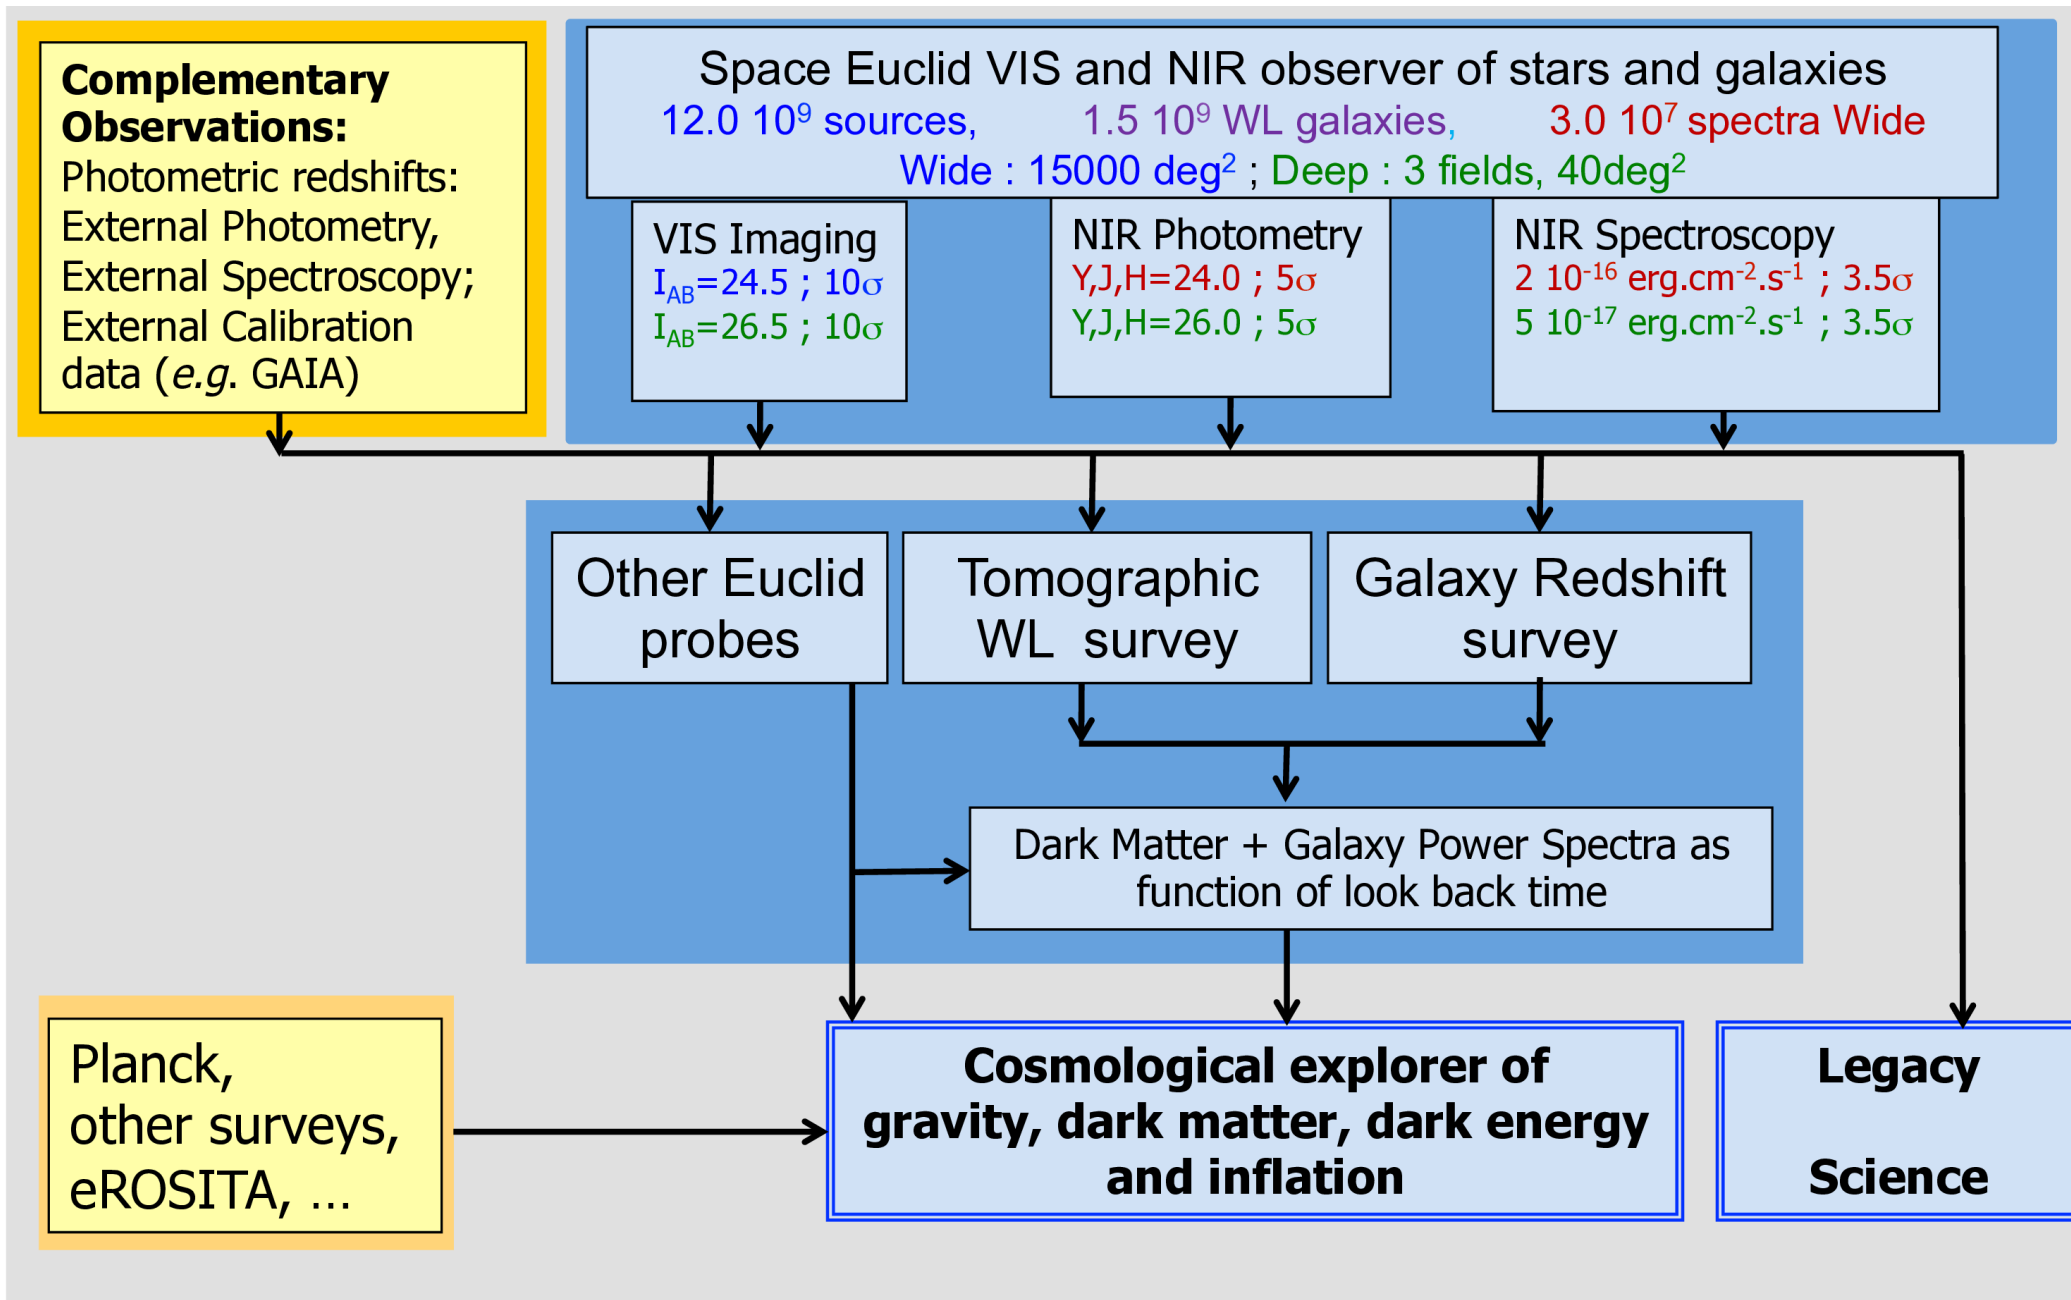 Complementary
Observations:
Photometric redshifts:
External Photometry,
External Spectroscopy;
External Calibration
data (e.g. GAIA)
Space Euclid VIS and NIR observer of stars and galaxies
12.0 10⁹ sources, 1.5 10⁹ WL galaxies, 3.0 10⁷ spectra Wide
Wide : 15000 deg² ; Deep : 3 fields, 40deg²
VIS Imaging
I_AB=24.5 ; 10σ
I_AB=26.5 ; 10σ
NIR Photometry
Y,J,H=24.0 ; 5σ
Y,J,H=26.0 ; 5σ
NIR Spectroscopy
2 10⁻¹⁶ erg.cm⁻².s⁻¹ ; 3.5σ
5 10⁻¹⁷ erg.cm⁻².s⁻¹ ; 3.5σ
Other Euclid
probes
Tomographic
WL survey
Galaxy Redshift
survey
Dark Matter + Galaxy Power Spectra as
function of look back time
Planck,
other surveys,
eROSITA, ...
Cosmological explorer of
gravity, dark matter, dark energy
and inflation
Legacy
Science